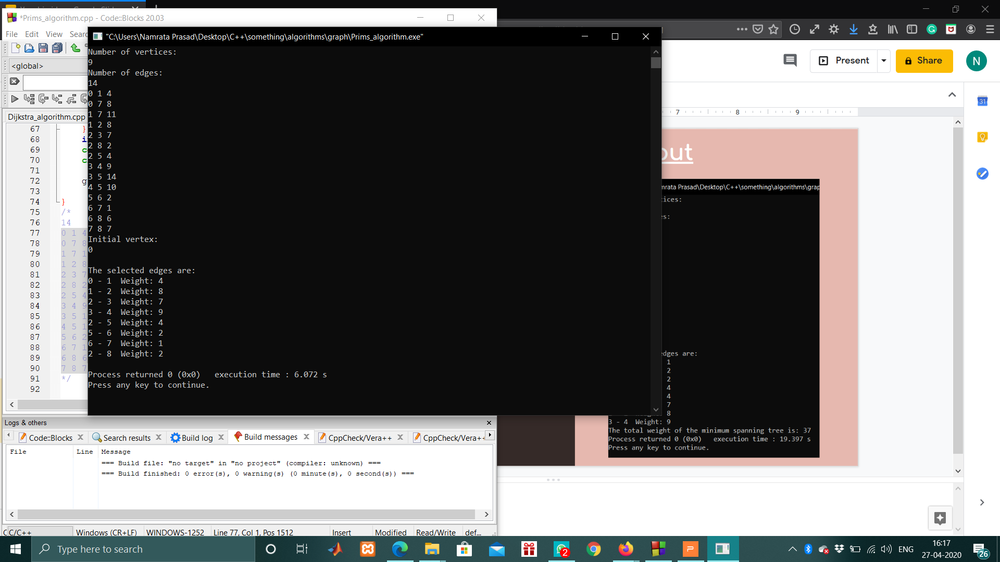 *Prims_algorithm.cpp - Code::Blocks 20.03
File Edit View
"C:\Users\Namrata Prasad\Desktop\C++\something\algorithms\graph\Prims_algorithm.exe"
Number of vertices:
9
Number of edges:
14
0 1 4
0 7 8
1 7 11
1 2 8
2 3 7
2 8 2
2 5 4
3 4 9
3 5 14
4 5 10
5 6 2
6 7 1
6 8 6
7 8 7
Initial vertex:
0
The selected edges are:
0 - 1 Weight: 4
1 - 2 Weight: 8
2 - 3 Weight: 7
3 - 4 Weight: 9
2 - 5 Weight: 4
5 - 6 Weight: 2
6 - 7 Weight: 1
2 - 8 Weight: 2
Process returned 0 (0x0) execution time : 6.072 s
Press any key to continue.
<global>
Dijkstra_algorithm.cpp
67 }
68 i
69 c
70 c
71
72 g
73
74 }
75 /*
76 14
77 0 1 4
78 0 7 8
79 1 7 1
80 1 2 8
81 2 3 7
82 2 8 2
83 2 5 4
84 3 4 9
85 3 5 1
86 4 5 1
87 5 6 2
88 6 7 1
89 6 8 6
90 7 8 7
91 */
92
Logs & others
Code::Blocks Search results Build log Build messages CppCheck/Vera++ CppCheck/Vera++
File Line Message
=== Build file: "no target" in "no project" (compiler: unknown) ===
=== Build finished: 0 error(s), 0 warning(s) (0 minute(s), 0 second(s)) ===
C/C++ Windows (CR+LF) WINDOWS-1252 Line 77, Col 1, Pos 1512 Insert Modified Read/Write def...
Present Share N
31
7 8 9
out
mrata Prasad\Desktop\C++\something\algorithms\grap
tices:
es:
edges are:
1
2
2
4
4
7
8
3 - 4 Weight: 9
The total weight of the minimum spanning tree is: 37
Process returned 0 (0x0) execution time : 19.397 s
Press any key to continue.
Type here to search
2
ENG
16:17
27-04-2020
26